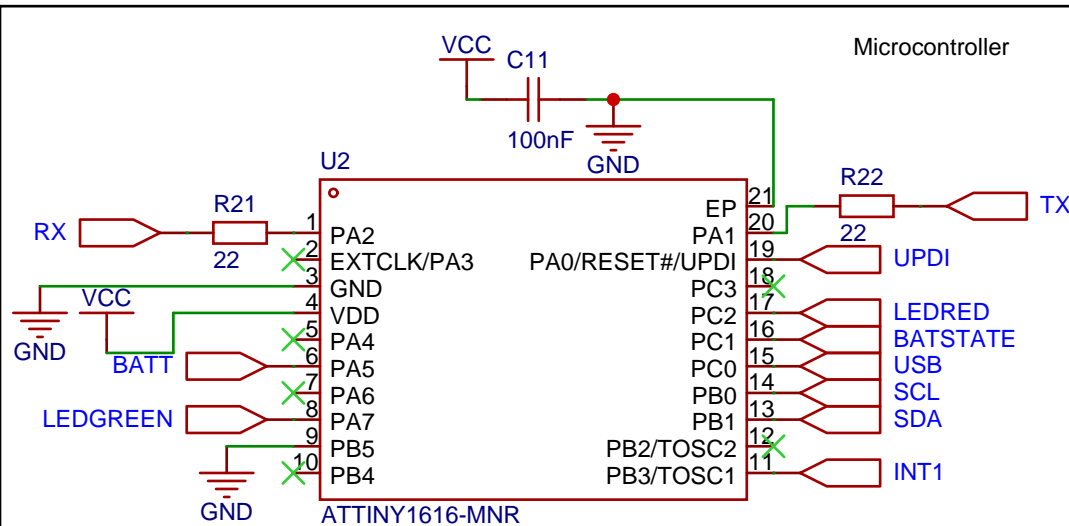 Microcontroller
VCC
C11
100nF
GND
U2
R21
RX
22
R22
TX
22
1 PA2
2 EXTCLK/PA3
3 GND
4 VDD
5 PA4
6 PA5
7 PA6
8 PA7
9 PB5
10 PB4
EP 21
PA1 20
PA0/RESET#/UPDI 19
PC3 18
PC2 17
PC1 16
PC0 15
PB0 14
PB1 13
PB2/TOSC2 12
PB3/TOSC1 11
VCC
GND
BATT
LEDGREEN
GND
UPDI
LEDRED
BATSTATE
USB
SCL
SDA
INT1
ATTINY1616-MNR